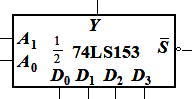 Y
A₁ ½ 74LS153 S̅
A₀
D₀ D₁ D₂ D₃